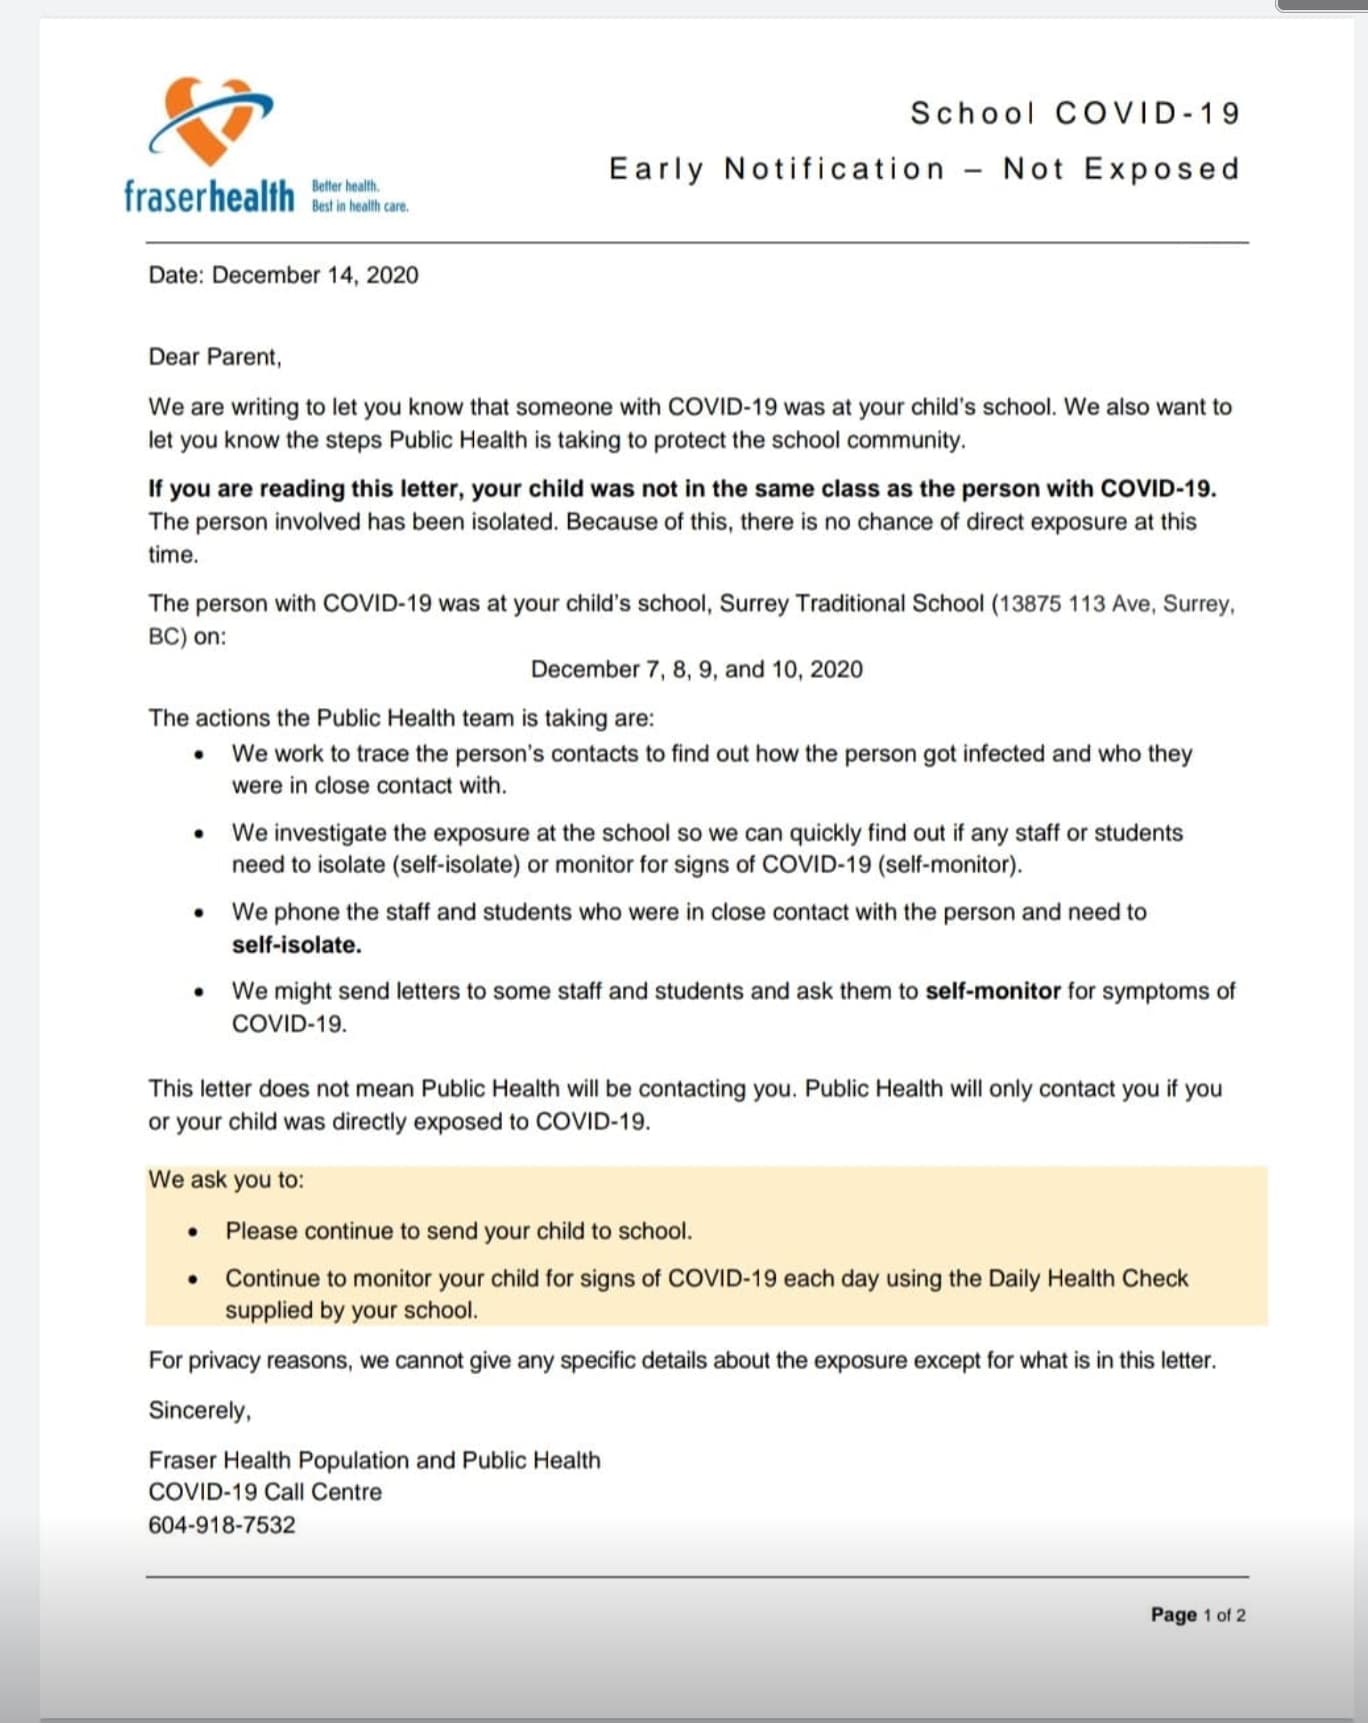 School COVID-19
Early Notification – Not Exposed
fraserhealth
Better health.
Best in health care.
Date: December 14, 2020
Dear Parent,
We are writing to let you know that someone with COVID-19 was at your child's school. We also want to
let you know the steps Public Health is taking to protect the school community.
If you are reading this letter, your child was not in the same class as the person with COVID-19.
The person involved has been isolated. Because of this, there is no chance of direct exposure at this
time.
The person with COVID-19 was at your child's school, Surrey Traditional School (13875 113 Ave, Surrey,
BC) on:
December 7, 8, 9, and 10, 2020
The actions the Public Health team is taking are:
• We work to trace the person's contacts to find out how the person got infected and who they
were in close contact with.
• We investigate the exposure at the school so we can quickly find out if any staff or students
need to isolate (self-isolate) or monitor for signs of COVID-19 (self-monitor).
• We phone the staff and students who were in close contact with the person and need to
self-isolate.
• We might send letters to some staff and students and ask them to self-monitor for symptoms of
COVID-19.
This letter does not mean Public Health will be contacting you. Public Health will only contact you if you
or your child was directly exposed to COVID-19.
We ask you to:
• Please continue to send your child to school.
• Continue to monitor your child for signs of COVID-19 each day using the Daily Health Check
supplied by your school.
For privacy reasons, we cannot give any specific details about the exposure except for what is in this letter.
Sincerely,
Fraser Health Population and Public Health
COVID-19 Call Centre
604-918-7532
Page 1 of 2